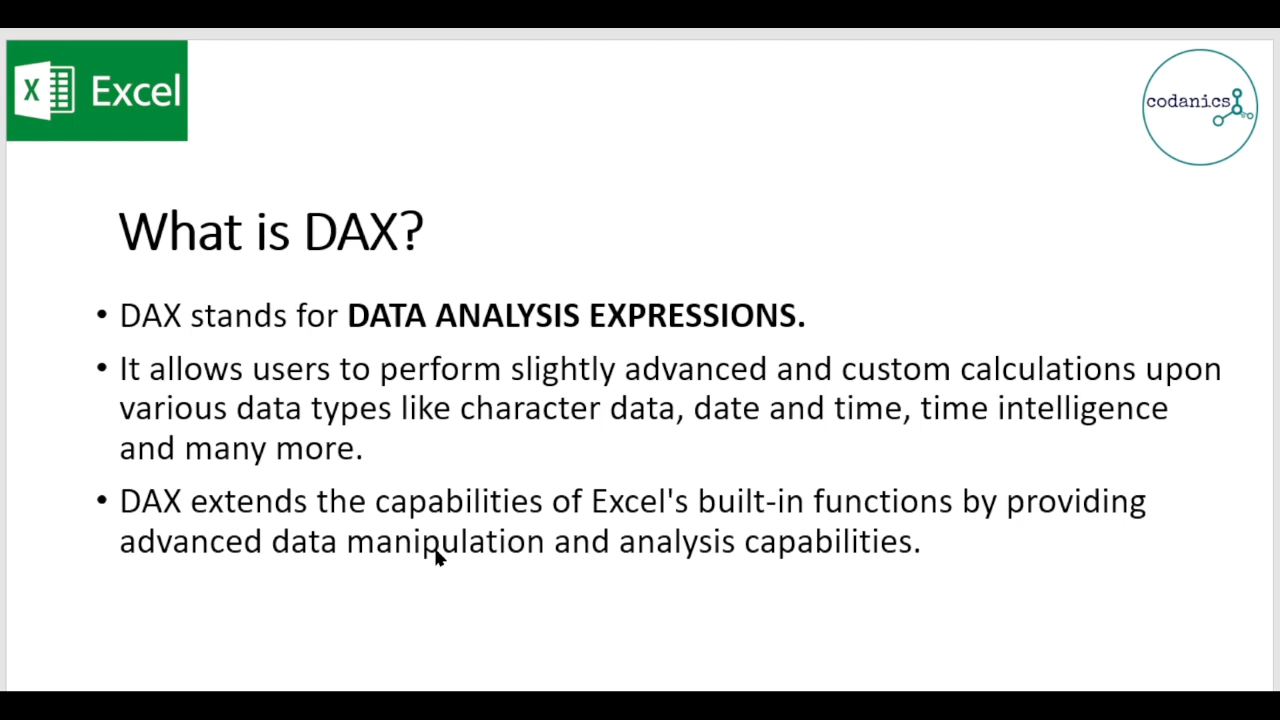 X Excel
codanics
What is DAX?
• DAX stands for DATA ANALYSIS EXPRESSIONS.
• It allows users to perform slightly advanced and custom calculations upon
various data types like character data, date and time, time intelligence
and many more.
• DAX extends the capabilities of Excel's built-in functions by providing
advanced data manipulation and analysis capabilities.